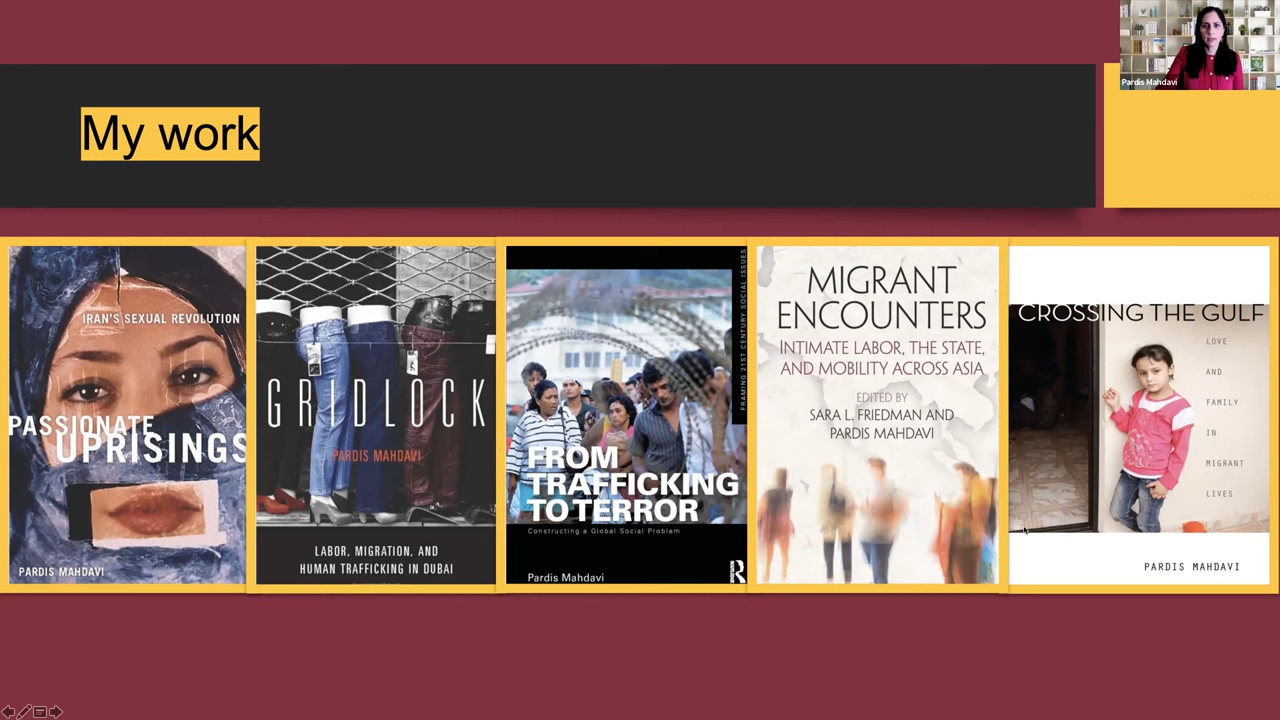 Pardis Mahdavi
My work
IRAN'S SEXUAL REVOLUTION
PASSIONATE
UPRISINGS
PARDIS MAHDAVI
GRIDLOCK
PARDIS MAHDAVI
LABOR, MIGRATION, AND
HUMAN TRAFFICKING IN DUBAI
FRAMING 21ST CENTURY SOCIAL ISSUES
FROM
TRAFFICKING
TO TERROR
Constructing a Global Social Problem
Pardis Mahdavi
MIGRANT
ENCOUNTERS
INTIMATE LABOR, THE STATE,
AND MOBILITY ACROSS ASIA
EDITED BY
SARA L. FRIEDMAN AND
PARDIS MAHDAVI
CROSSING THE GULF
LOVE
AND
FAMILY
IN
MIGRANT
LIVES
PARDIS MAHDAVI